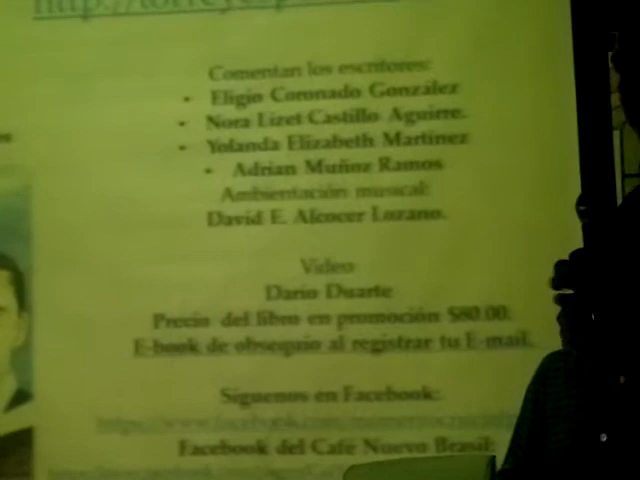 Comentan los escritores:
• Eligio Coronado González
• Nora Lizet Castillo Aguirre.
• Yolanda Elizabeth Martínez
• Adrian Muñoz Ramos
Ambientación musical:
David E. Alcocer Lozano.
Video
Dario Duarte
Precio del libro en promoción $80.00.
E-book de obsequio al registrar tu E-mail.
Síguenos en Facebook:
Facebook del Café Nuevo Brasil: